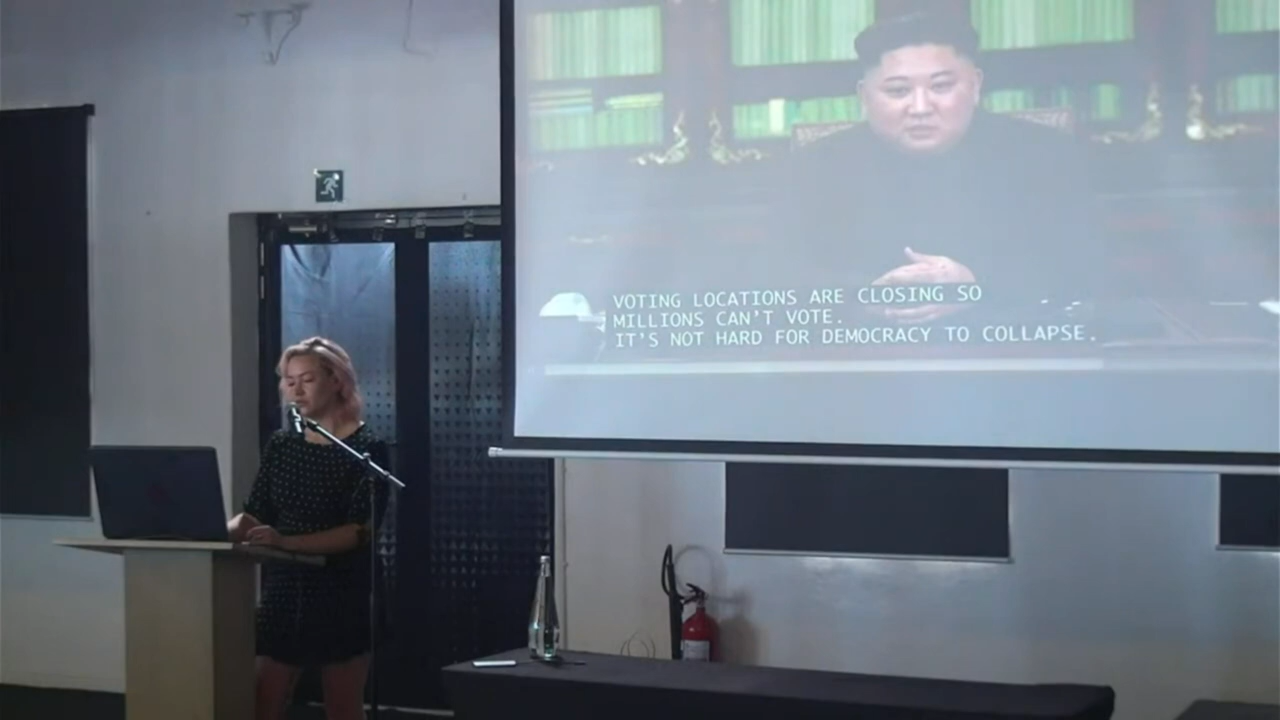 VOTING LOCATIONS ARE CLOSING SO
MILLIONS CAN'T VOTE.
IT'S NOT HARD FOR DEMOCRACY TO COLLAPSE.